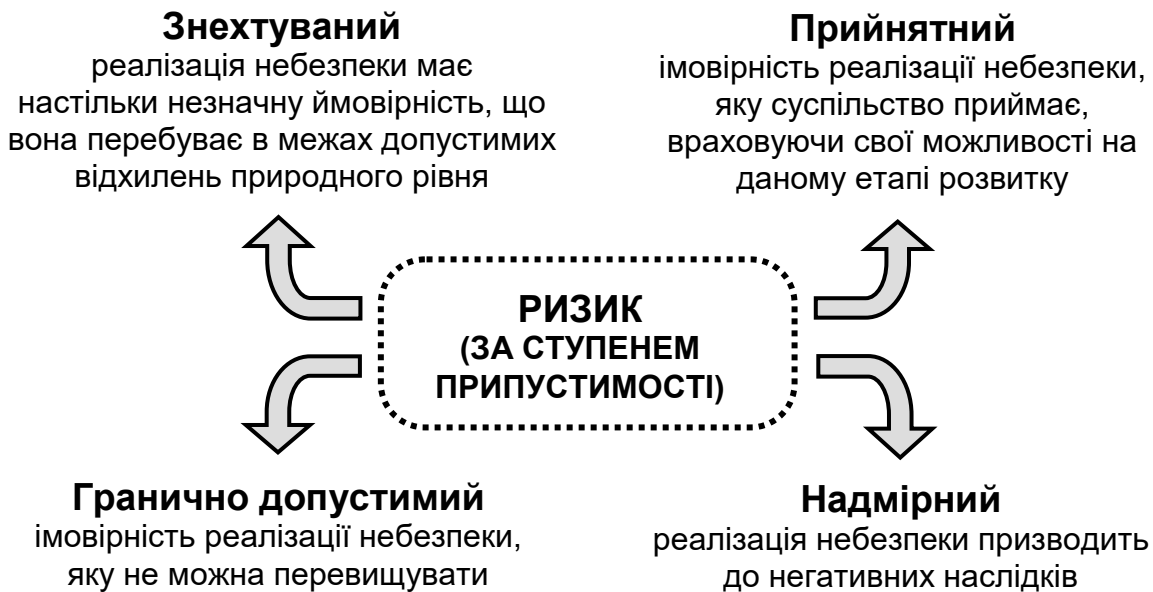 Знехтуваний
реалізація небезпеки має
настільки незначну ймовірність, що
вона перебуває в межах допустимих
відхилень природного рівня
Прийнятний
імовірність реалізації небезпеки,
яку суспільство приймає,
враховуючи свої можливості на
даному етапі розвитку
РИЗИК
(ЗА СТУПЕНЕМ
ПРИПУСТИМОСТІ)
Гранично допустимий
імовірність реалізації небезпеки,
яку не можна перевищувати
Надмірний
реалізація небезпеки призводить
до негативних наслідків